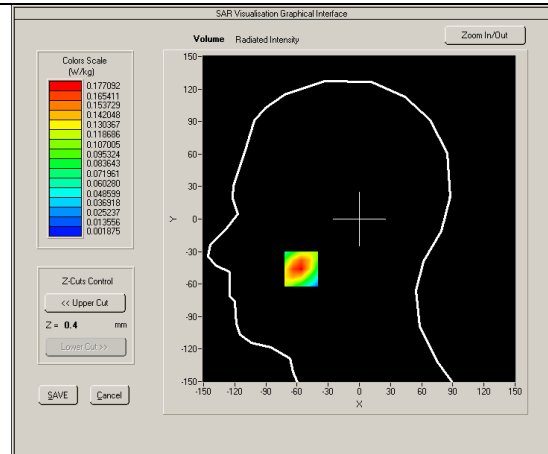 SAR Visualisation Graphical Interface
Volume Radiated Intensity
Zoom In/Out
Colors Scale
(W/kg)
0.177092
0.165411
0.153729
0.142048
0.130367
0.118686
0.107005
0.095324
0.083643
0.071961
0.060280
0.048599
0.036918
0.025237
0.013556
0.001875
Z-Cuts Control
<< Upper Cut
Z = 0.4 mm
Lower Cut >>
SAVE Cancel
150
120
90
60
30
0
-30
-60
-90
-120
-150
Y
-150 -120 -90 -60 -30 0 30 60 90 120 150
X